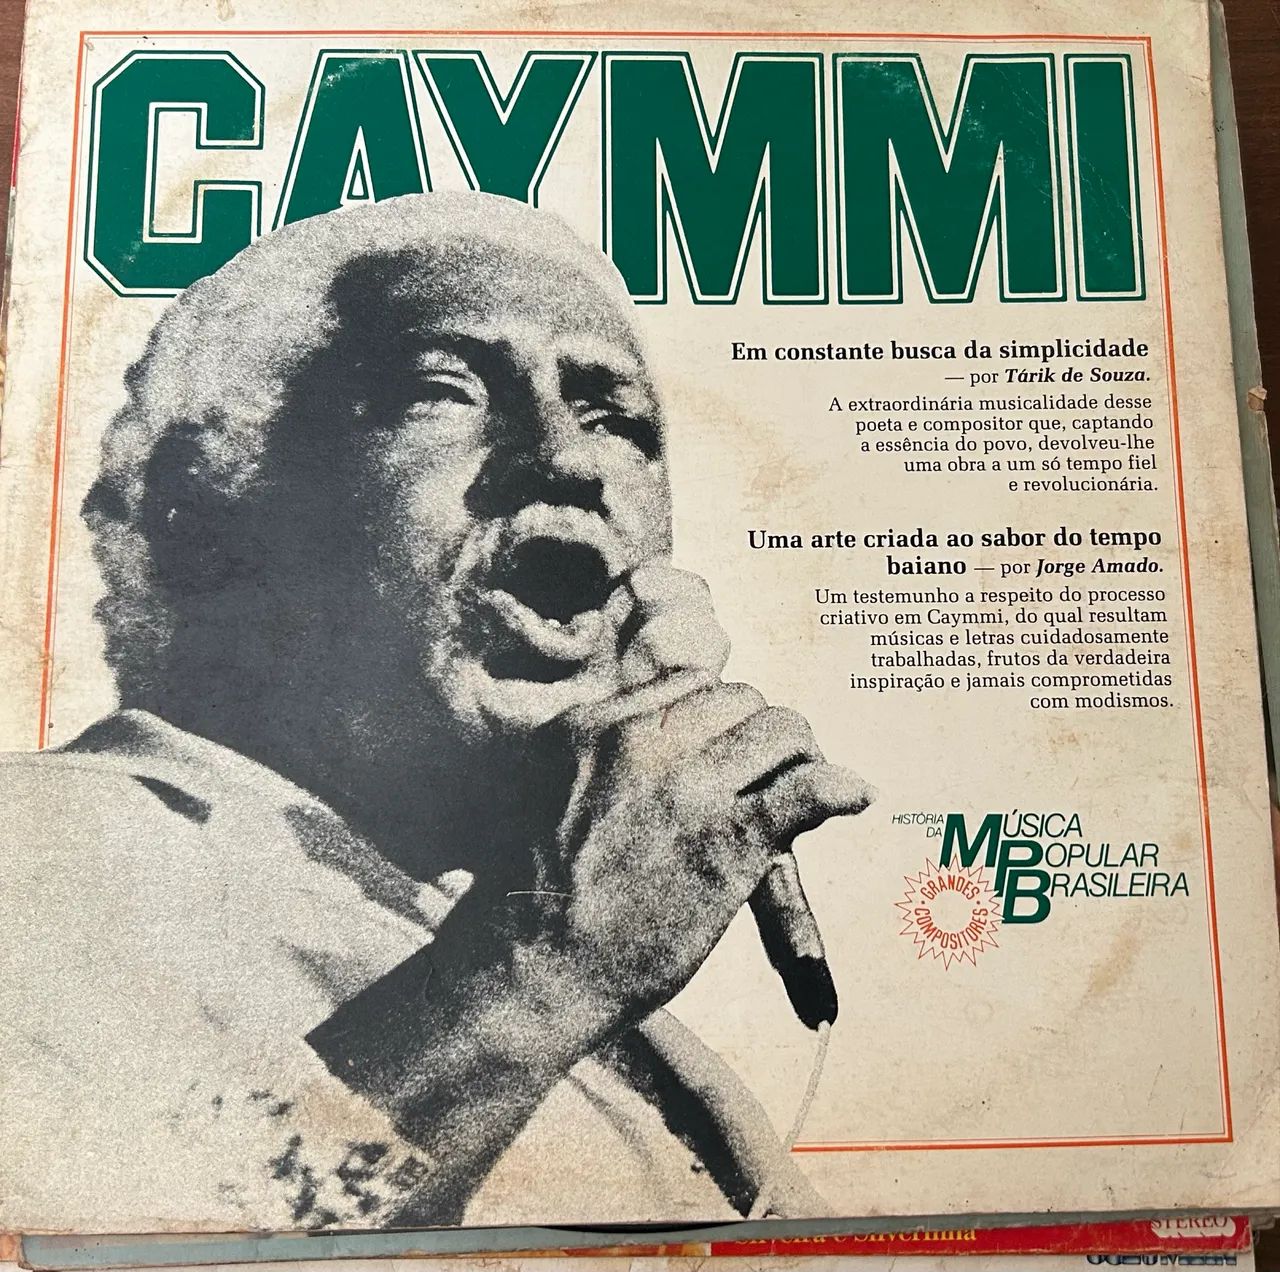 CAYMMI
Em constante busca da simplicidade
— por Tárik de Souza.
A extraordinária musicalidade desse
poeta e compositor que, captando
a essência do povo, devolveu-lhe
uma obra a um só tempo fiel
e revolucionária.
Uma arte criada ao sabor do tempo
baiano — por Jorge Amado.
Um testemunho a respeito do processo
criativo em Caymmi, do qual resultam
músicas e letras cuidadosamente
trabalhadas, frutos da verdadeira
inspiração e jamais comprometidas
com modismos.
HISTÓRIA
DA
MÚSICA
POPULAR
BRASILEIRA
GRANDES
COMPOSITORES
STEREO